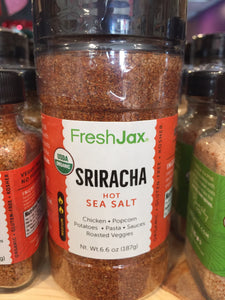 FreshJax®
USDA
ORGANIC
SRIRACHA
HOT
SEA SALT
Chicken • Popcorn
Potatoes • Pasta • Sauces
Roasted Veggies
Nt. Wt. 6.6 oz (187g)